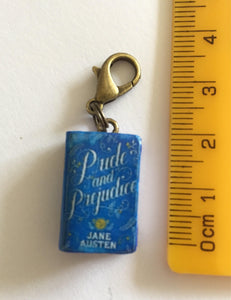 Pride
and
Prejudice
JANE
AUSTEN
4
3
2
1
0cm